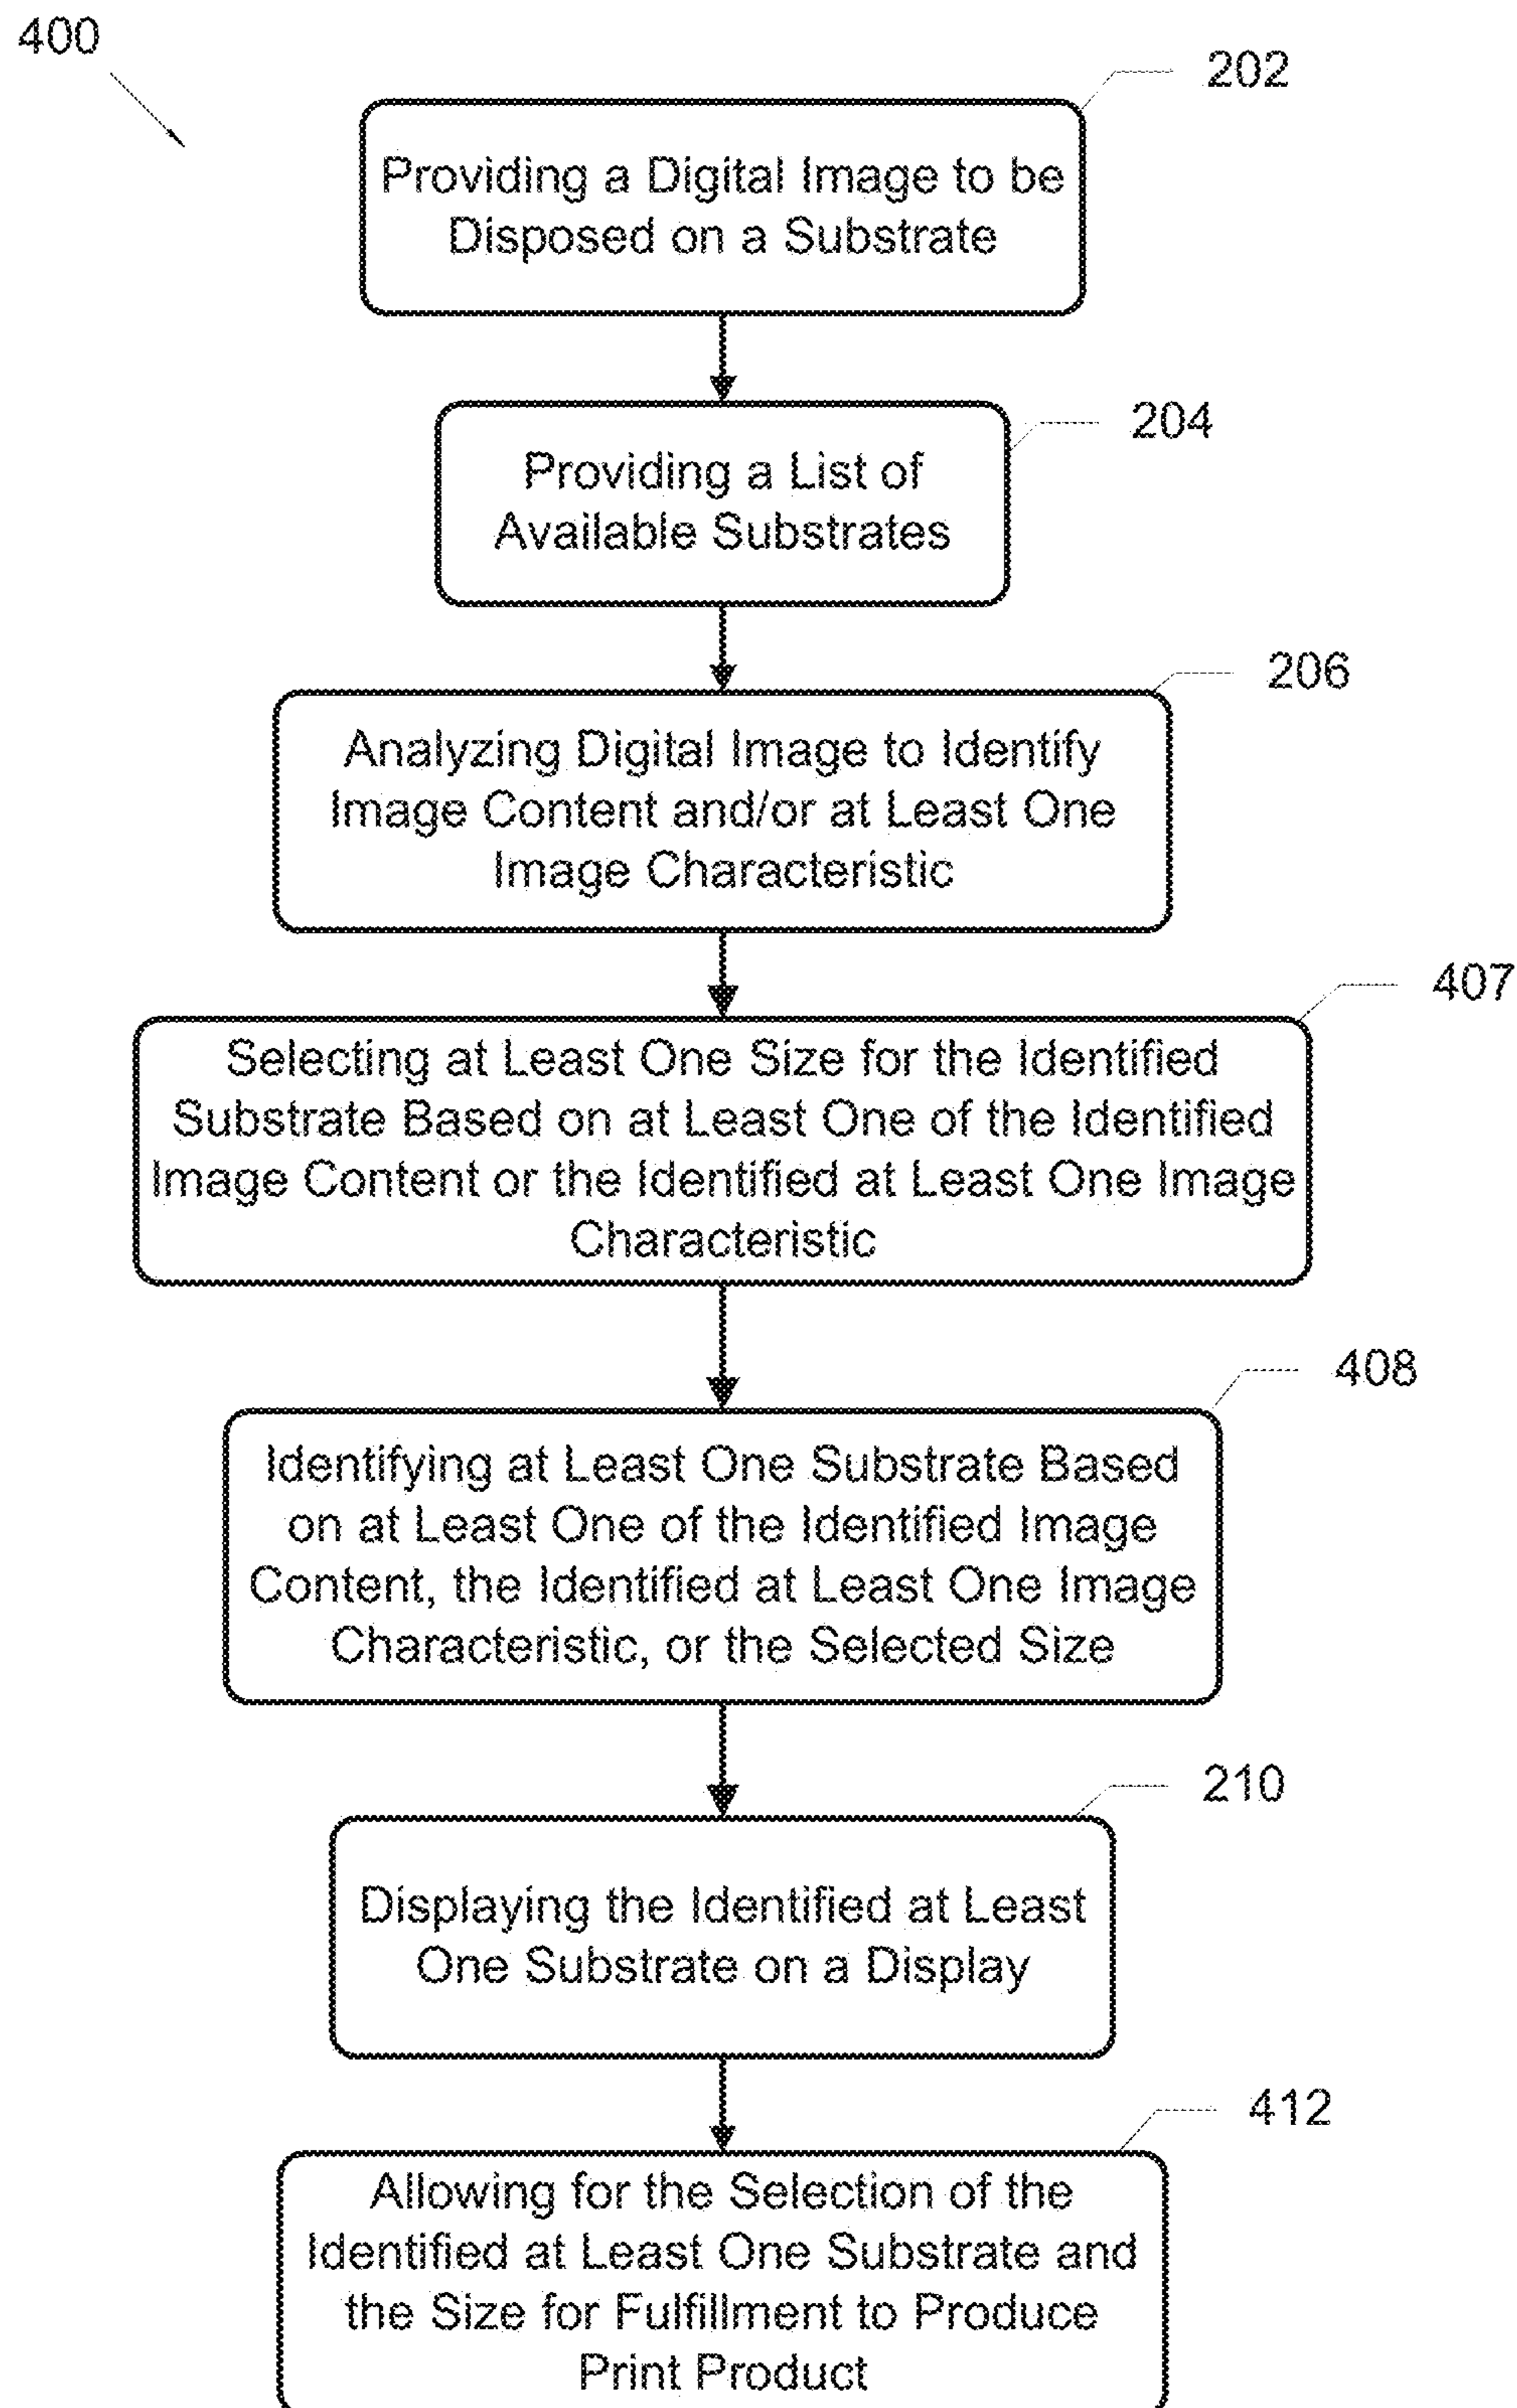 400
202
Providing a Digital Image to be
Disposed on a Substrate
204
Providing a List of
Available Substrates
206
Analyzing Digital Image to Identify
Image Content and/or at Least One
Image Characteristic
407
Selecting at Least One Size for the Identified
Substrate Based on at Least One of the Identified
Image Content or the Identified at Least One Image
Characteristic
408
Identifying at Least One Substrate Based
on at Least One of the Identified Image
Content, the Identified at Least One Image
Characteristic, or the Selected Size
210
Displaying the Identified at Least
One Substrate on a Display
412
Allowing for the Selection of the
Identified at Least One Substrate and
the Size for Fulfillment to Produce
Print Product